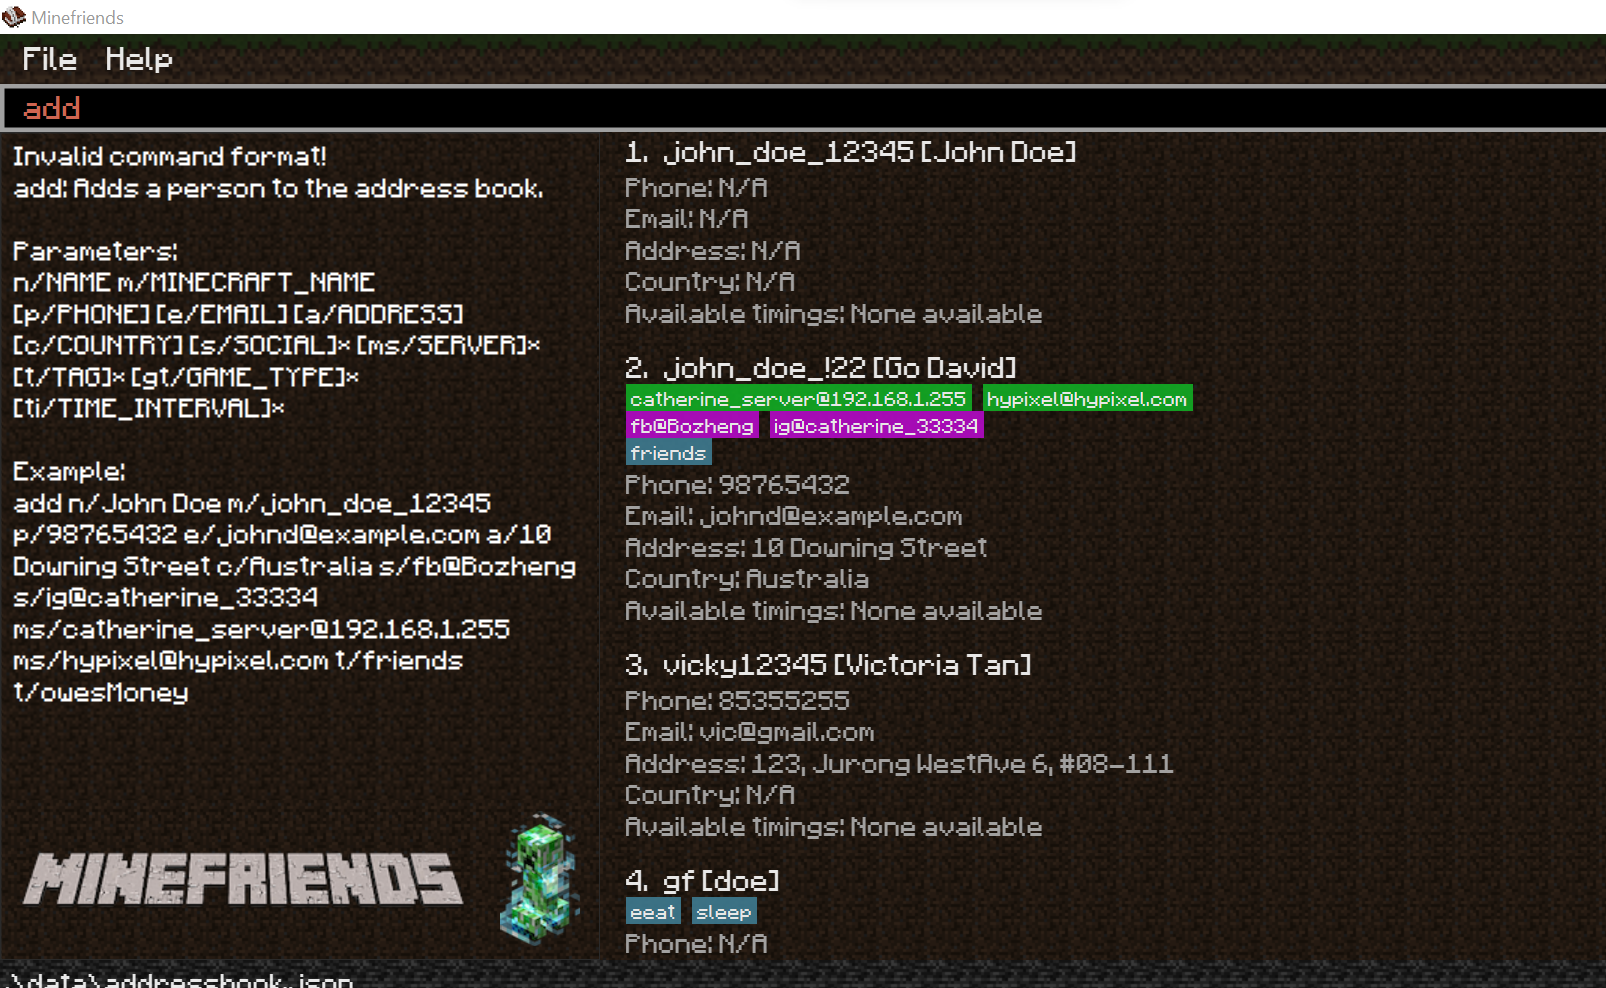 Minefriends
File Help
add
Invalid command format!
add: Adds a person to the address book.
Parameters:
n/NAME m/MINECRAFT_NAME
[p/PHONE] [e/EMAIL] [a/ADDRESS]
[c/COUNTRY] [s/SOCIAL]* [ms/SERVER]*
[t/TAG]* [gt/GAME_TYPE]*
[ti/TIME_INTERVAL]*
Example:
add n/John Doe m/john_doe_12345
p/98765432 e/johnd@example.com a/10
Downing Street c/Australia s/fb@Bozheng
s/ig@catherine_33334
ms/catherine_server@192.168.1.255
ms/hypixel@hypixel.com t/friends
t/owesMoney
MINEFRIENDS
1. john_doe_12345 [John Doe]
Phone: N/A
Email: N/A
Address: N/A
Country: N/A
Available timings: None available
2. john_doe_!22 [Go David]
catherine_server@192.168.1.255 hypixel@hypixel.com
fb@Bozheng ig@catherine_33334
friends
Phone: 98765432
Email: johnd@example.com
Address: 10 Downing Street
Country: Australia
Available timings: None available
3. vicky12345 [Victoria Tan]
Phone: 85355255
Email: vic@gmail.com
Address: 123, Jurong WestAve 6, #08-111
Country: N/A
Available timings: None available
4. gf [doe]
eeat sleep
Phone: N/A
.\data\addressbook.json